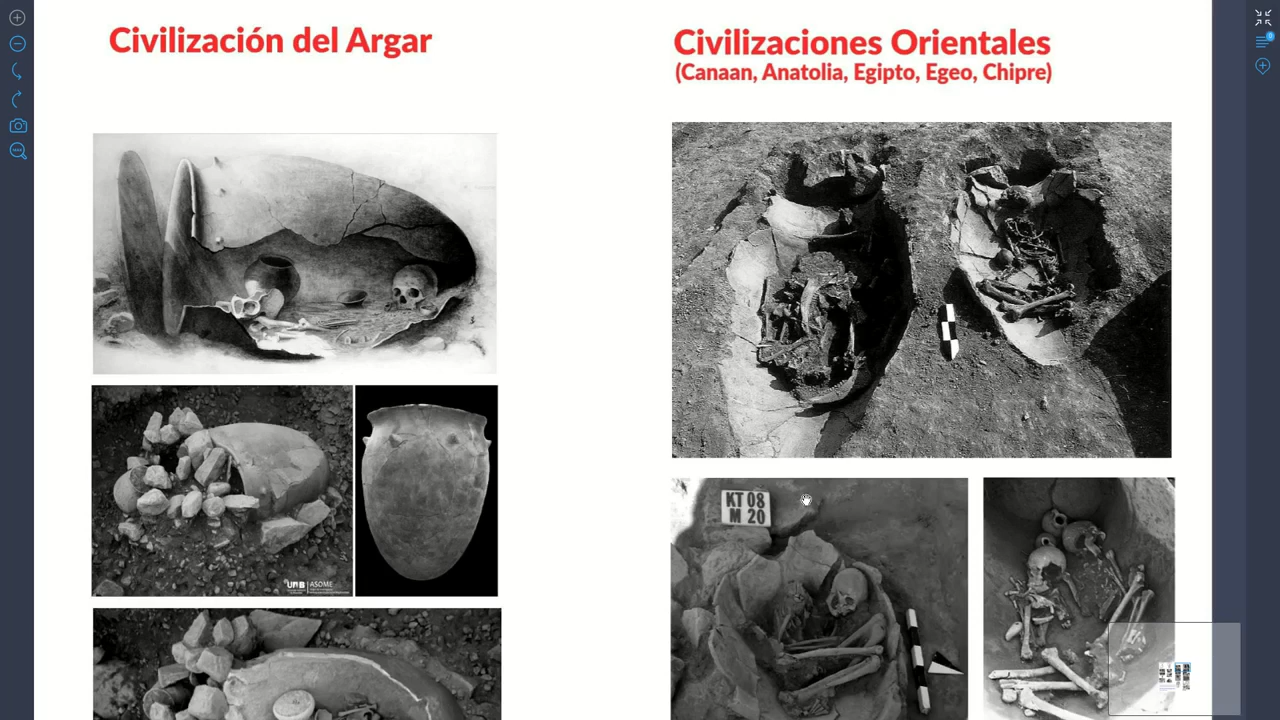 Civilización del Argar
Civilizaciones Orientales
(Canaan, Anatolia, Egipto, Egeo, Chipre)
KT 08
M 20
UAB
ASOME